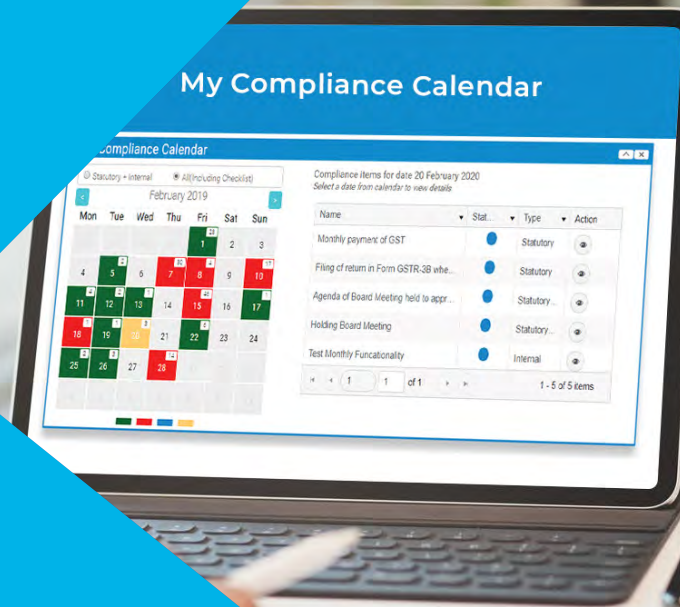 My Compliance Calendar
Compliance Calendar
Statutory + Internal All(Including Checklist)
February 2019
Mon Tue Wed Thu Fri Sat Sun
1 2 3
4 5 6 7 8 9 10
11 12 13 14 15 16 17
18 19 21 22 23 24
25 26 27 28
Compliance items for date 20 February 2020
Select a date from calendar to view details
Name Stat... Type Action
Monthly payment of GST Statutory
Filing of return in Form GSTR-3B whe... Statutory
Agenda of Board Meeting held to appr... Statutory...
Holding Board Meeting Statutory...
Test Monthly Funcationality Internal
1 1 of 1 1 - 5 of 5 items